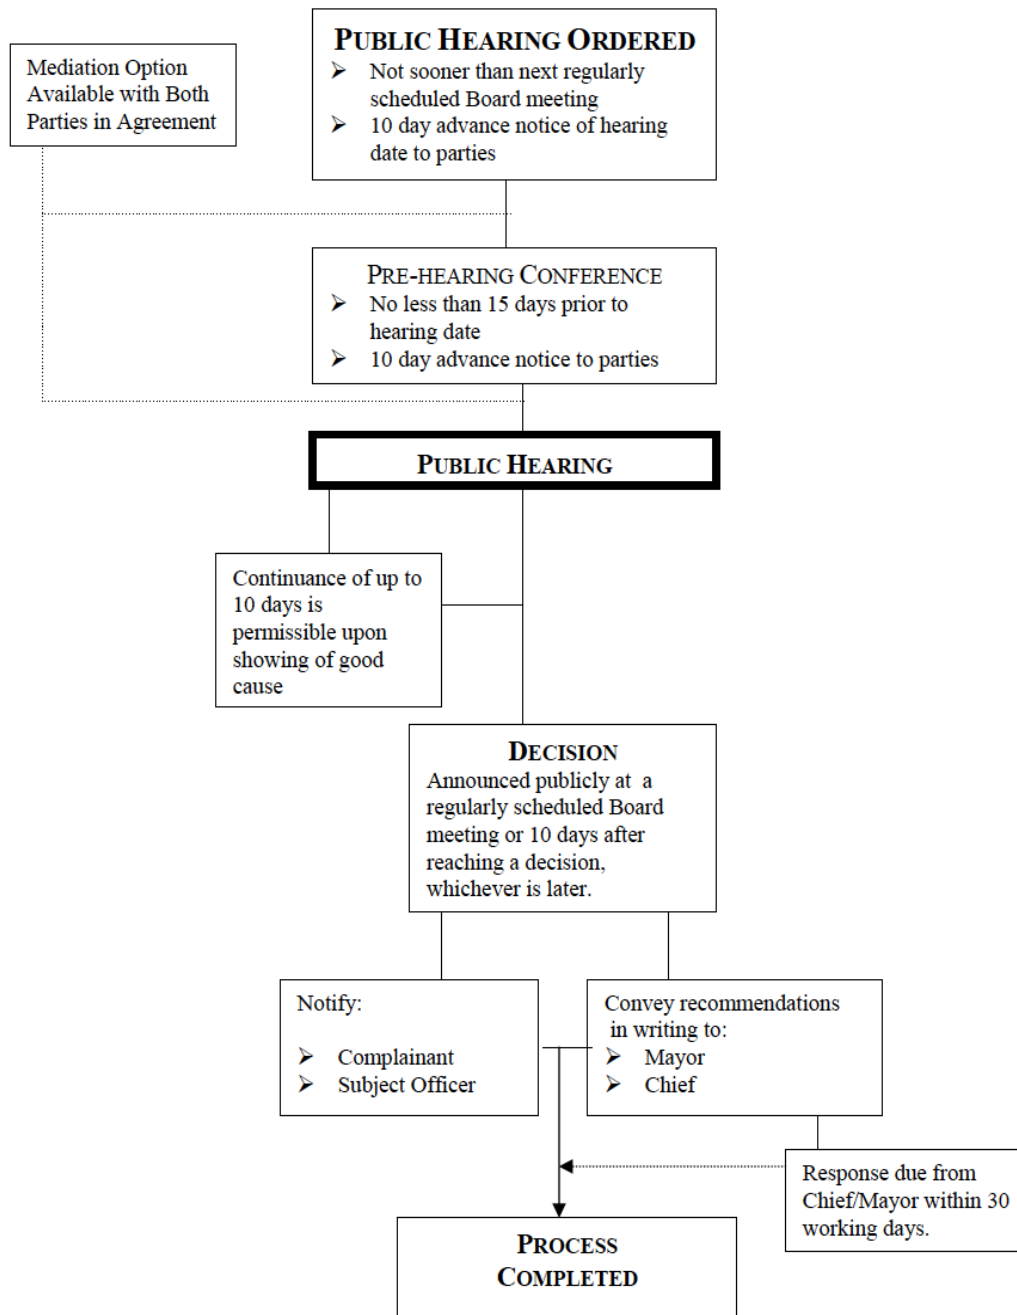 PUBLIC HEARING ORDERED
➢ Not sooner than next regularly
scheduled Board meeting
➢ 10 day advance notice of hearing
date to parties
Mediation Option
Available with Both
Parties in Agreement
PRE-HEARING CONFERENCE
➢ No less than 15 days prior to
hearing date
➢ 10 day advance notice to parties
PUBLIC HEARING
Continuance of up to
10 days is
permissible upon
showing of good
cause
DECISION
Announced publicly at a
regularly scheduled Board
meeting or 10 days after
reaching a decision,
whichever is later.
Notify:
➢ Complainant
➢ Subject Officer
Convey recommendations
in writing to:
➢ Mayor
➢ Chief
Response due from
Chief/Mayor within 30
working days.
PROCESS
COMPLETED